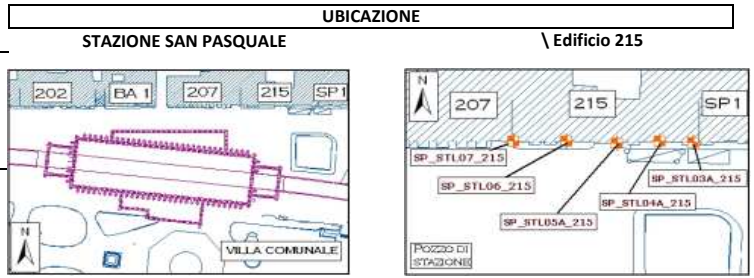 UBICAZIONE
STAZIONE SAN PASQUALE
\ Edificio 215
202 BA 1 207 215 SP1
N
VILLA COMUNALE
N
207 215 SP1
SP_STL07_215
SP_STL06_215
SP_STL05A_215
SP_STL04A_215
SP_STL03A_215
POZZO DI
STAZIONE